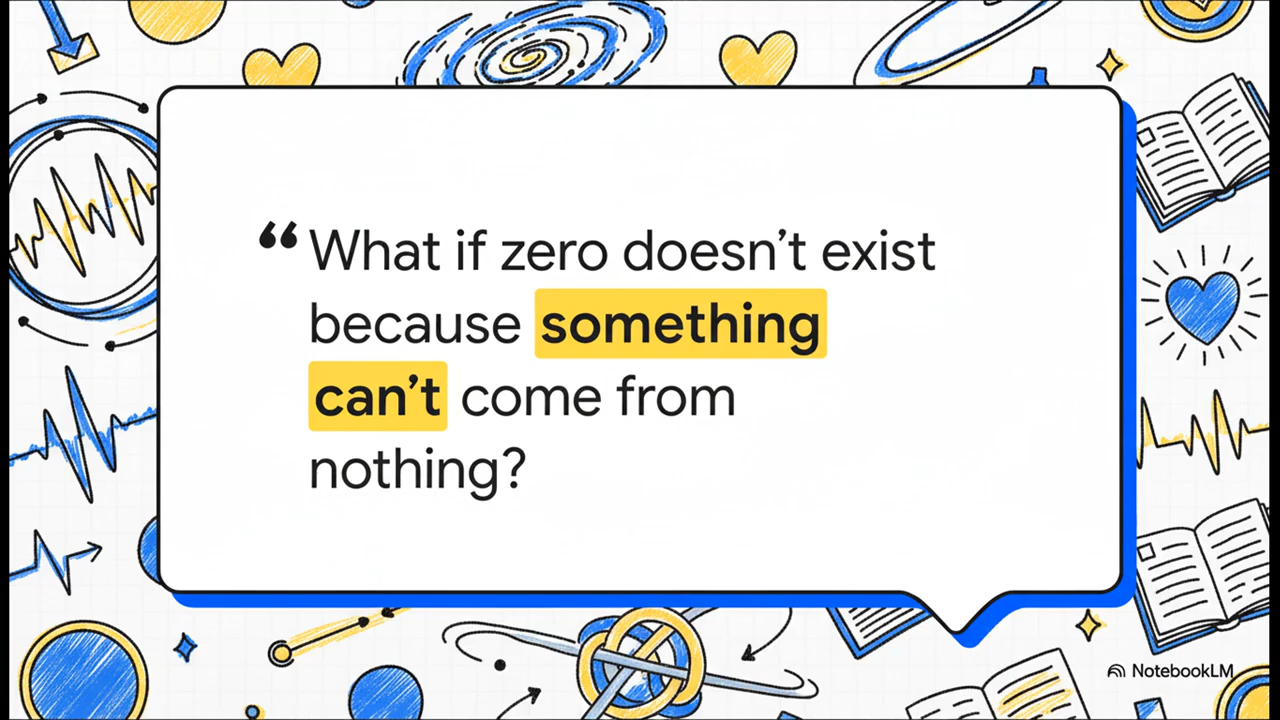 “What if zero doesn’t exist
because something
can’t come from
nothing?
NotebookLM